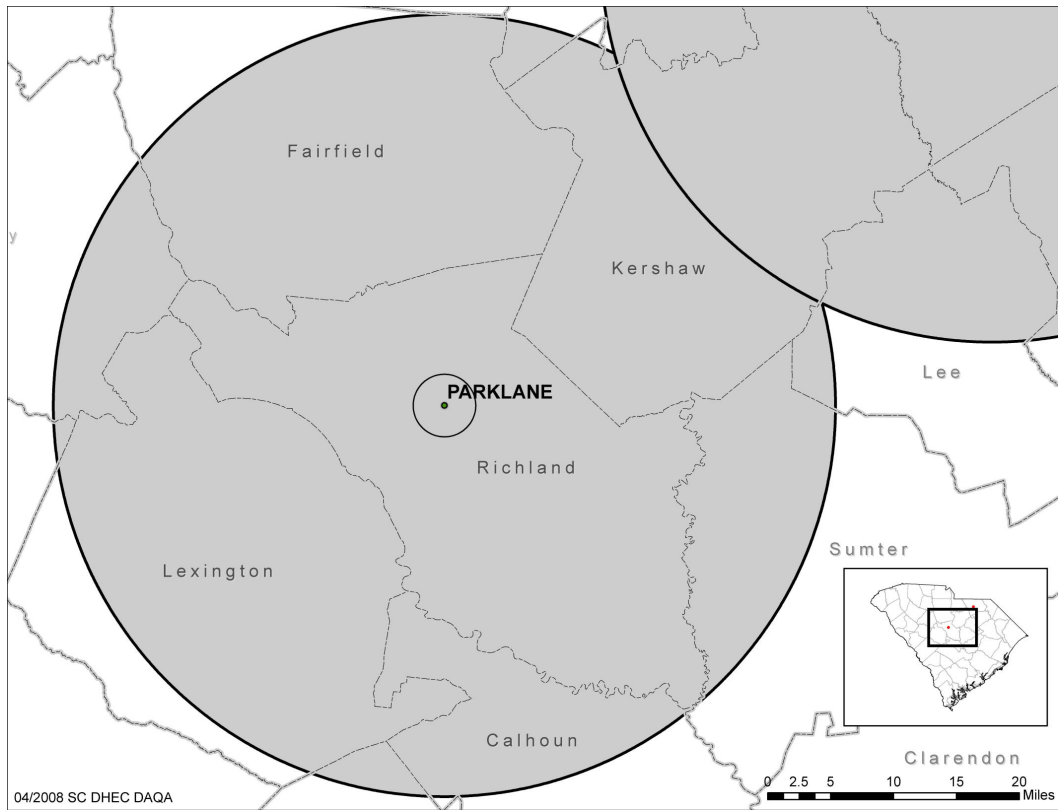 Fairfield
y
Kershaw
Lee
PARKLANE
Richland
Sumter
Lexington
Calhoun
Clarendon
0 2.5 5 10 15 20
Miles
04/2008 SC DHEC DAQA